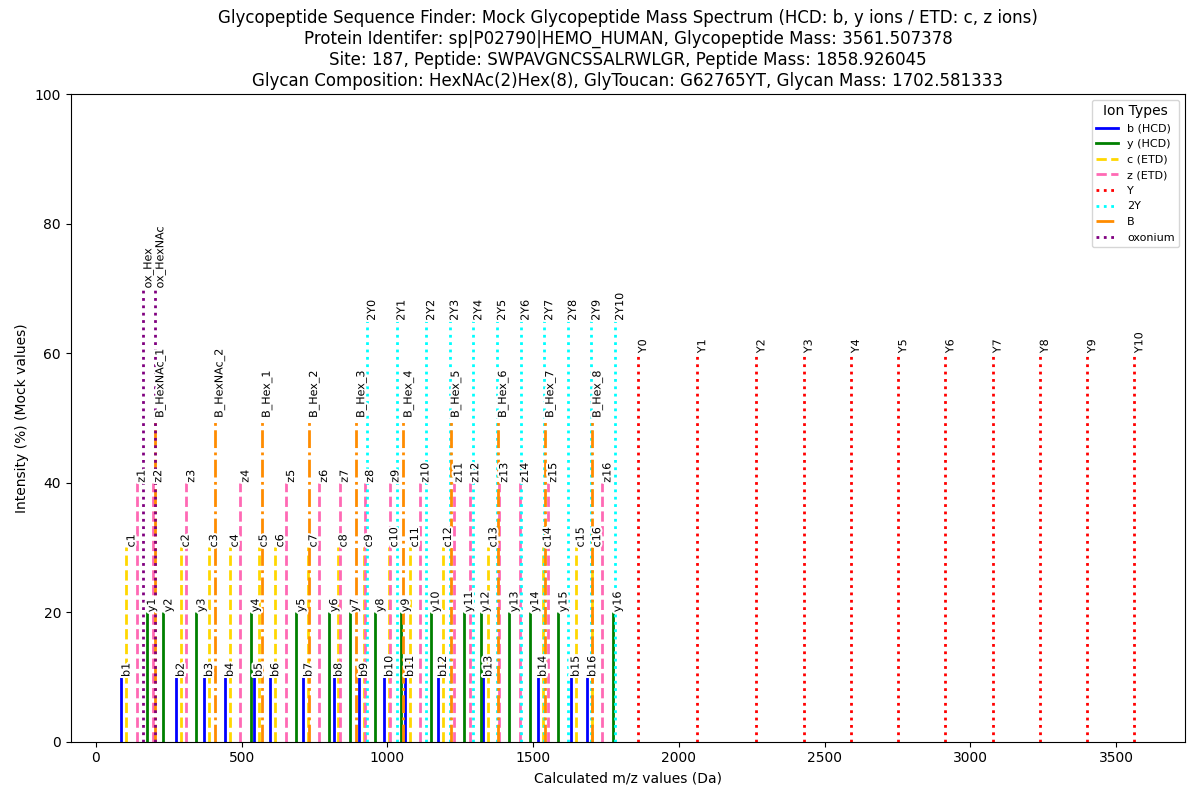 Glycopeptide Sequence Finder: Mock Glycopeptide Mass Spectrum (HCD: b, y ions / ETD: c, z ions)
Protein Identifer: sp|P02790|HEMO_HUMAN, Glycopeptide Mass: 3561.507378
Site: 187, Peptide: SWPAVGNCSSALRWLGR, Peptide Mass: 1858.926045
Glycan Composition: HexNAc(2)Hex(8), GlyToucan: G62765YT, Glycan Mass: 1702.581333
Intensity (%) (Mock values)
100
80
60
40
20
0
Ion Types
b (HCD)
y (HCD)
c (ETD)
z (ETD)
Y
2Y
B
oxonium
ox_Hex
ox_HexNAc
2Y0
2Y1
2Y2
2Y3
2Y4
2Y5
2Y6
2Y7
2Y8
2Y9
2Y10
Y0
Y1
Y2
Y3
Y4
Y5
Y6
Y7
Y8
Y9
Y10
B_HexNAc_1
B_HexNAc_2
B_Hex_1
B_Hex_2
B_Hex_3
B_Hex_4
B_Hex_5
B_Hex_6
B_Hex_7
B_Hex_8
z1
z2
z3
z4
z5
z6
z7
z8
z9
z10
z11
z12
z13
z14
z15
z16
c1
c2
c3
c4
c5
c6
c7
c8
c9
c10
c11
c12
c13
c14
c15
c16
y1
y2
y3
y4
y5
y6
y7
y8
y9
y10
y11
y12
y13
y14
y15
y16
b1
b2
b3
b4
b5
b6
b7
b8
b9
b10
b11
b12
b13
b14
b15
b16
0
500
1000
1500
2000
2500
3000
3500
Calculated m/z values (Da)